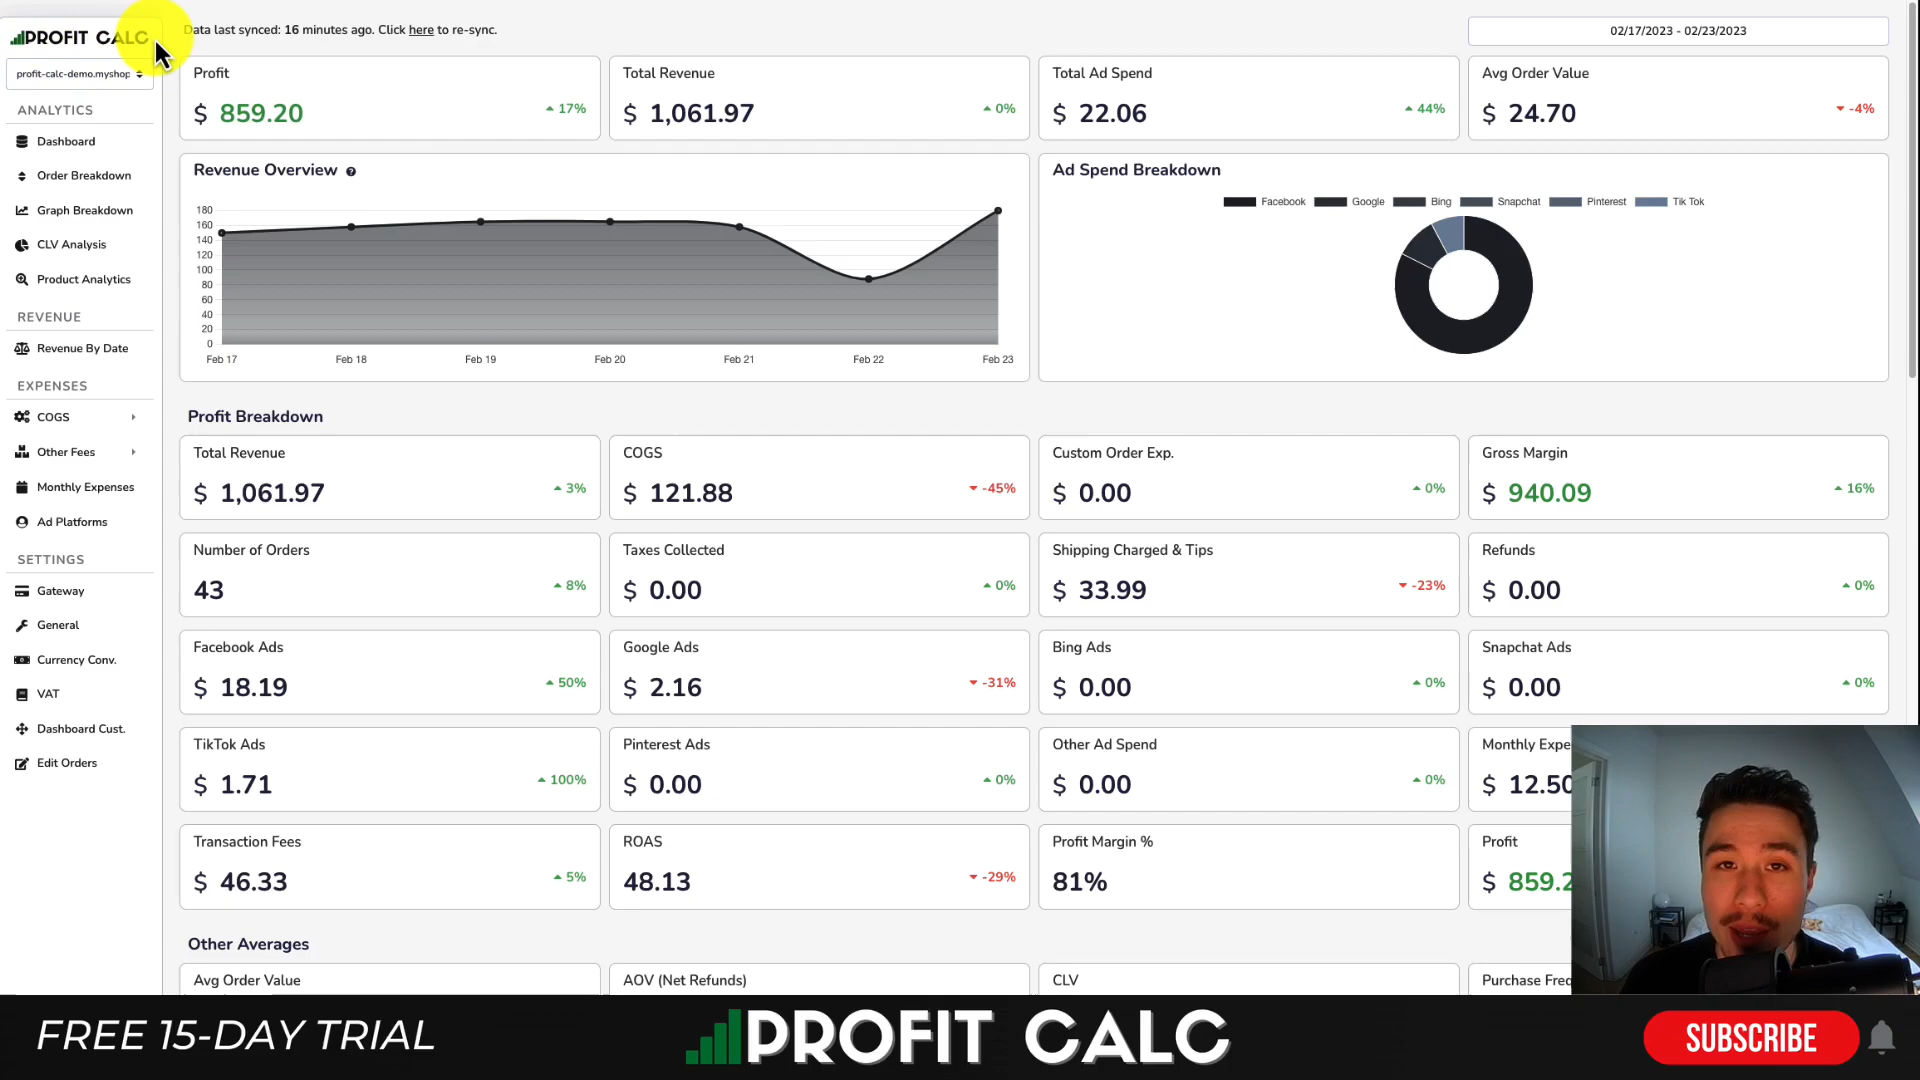 PROFIT CALC
Data last synced: 16 minutes ago. Click here to re-sync.
02/17/2023 - 02/23/2023
profit-calc-demo.myshop
ANALYTICS
Dashboard
Order Breakdown
Graph Breakdown
CLV Analysis
Product Analytics
REVENUE
Revenue By Date
EXPENSES
COGS
Other Fees
Monthly Expenses
Ad Platforms
SETTINGS
Gateway
General
Currency Conv.
VAT
Dashboard Cust.
Edit Orders
Profit
$ 859.20
17%
Total Revenue
$ 1,061.97
0%
Total Ad Spend
$ 22.06
44%
Avg Order Value
$ 24.70
-4%
Revenue Overview
180
160
140
120
100
80
60
40
20
0
Feb 17 Feb 18 Feb 19 Feb 20 Feb 21 Feb 22 Feb 23
Ad Spend Breakdown
Facebook Google Bing Snapchat Pinterest Tik Tok
Profit Breakdown
Total Revenue
$ 1,061.97
3%
COGS
$ 121.88
-45%
Custom Order Exp.
$ 0.00
0%
Gross Margin
$ 940.09
16%
Number of Orders
43
8%
Taxes Collected
$ 0.00
0%
Shipping Charged & Tips
$ 33.99
-23%
Refunds
$ 0.00
0%
Facebook Ads
$ 18.19
50%
Google Ads
$ 2.16
-31%
Bing Ads
$ 0.00
0%
Snapchat Ads
$ 0.00
0%
TikTok Ads
$ 1.71
100%
Pinterest Ads
$ 0.00
0%
Other Ad Spend
$ 0.00
0%
Monthly Expe
$ 12.50
Transaction Fees
$ 46.33
5%
ROAS
48.13
-29%
Profit Margin %
81%
Profit
$ 859.2
Other Averages
Avg Order Value
AOV (Net Refunds)
CLV
Purchase Freq
FREE 15-DAY TRIAL
PROFIT CALC
SUBSCRIBE